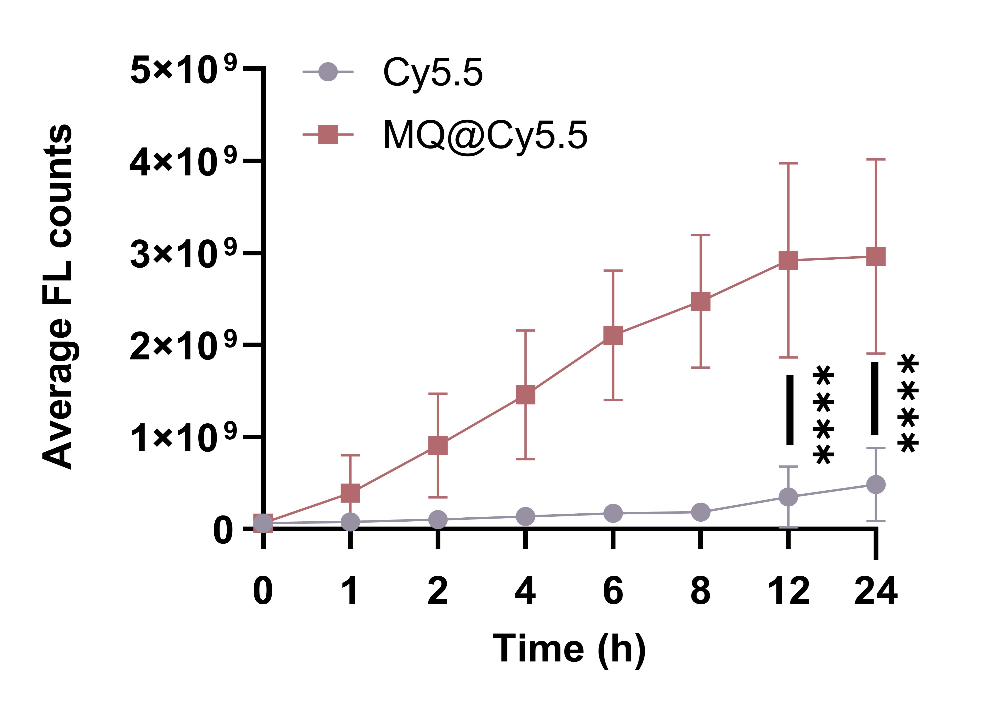 Cy5.5
MQ@Cy5.5
Average FL counts
5×10⁹
4×10⁹
3×10⁹
2×10⁹
1×10⁹
0
****
****
0 1 2 4 6 8 12 24
Time (h)